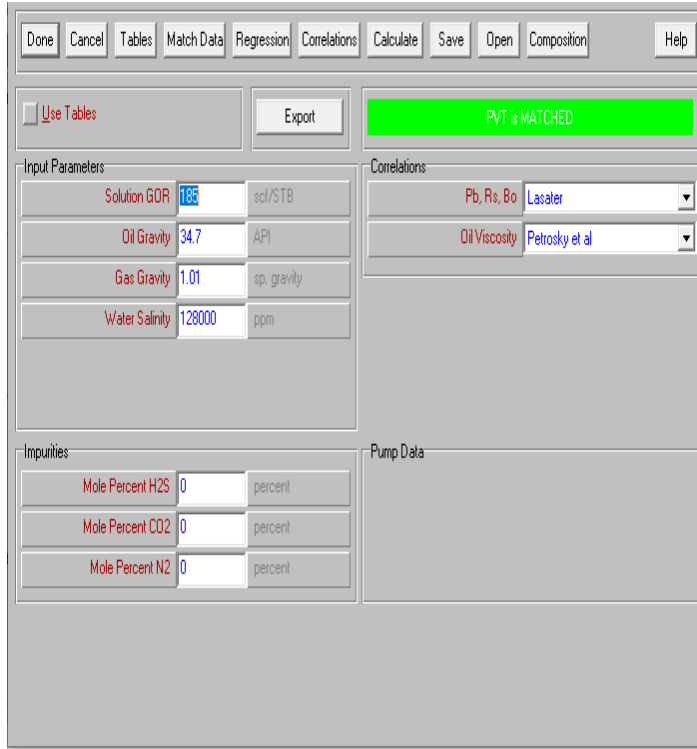 Done Cancel Tables Match Data Regression Correlations Calculate Save Open Composition Help
Use Tables Export PVT is MATCHED
Input Parameters Correlations
Solution GOR 185 scf/STB Pb, Rs, Bo Lasater
Oil Gravity 34.7 API Oil Viscosity Petrosky et al
Gas Gravity 1.01 sp. gravity
Water Salinity 128000 ppm
Impurities Pump Data
Mole Percent H2S 0 percent
Mole Percent CO2 0 percent
Mole Percent N2 0 percent